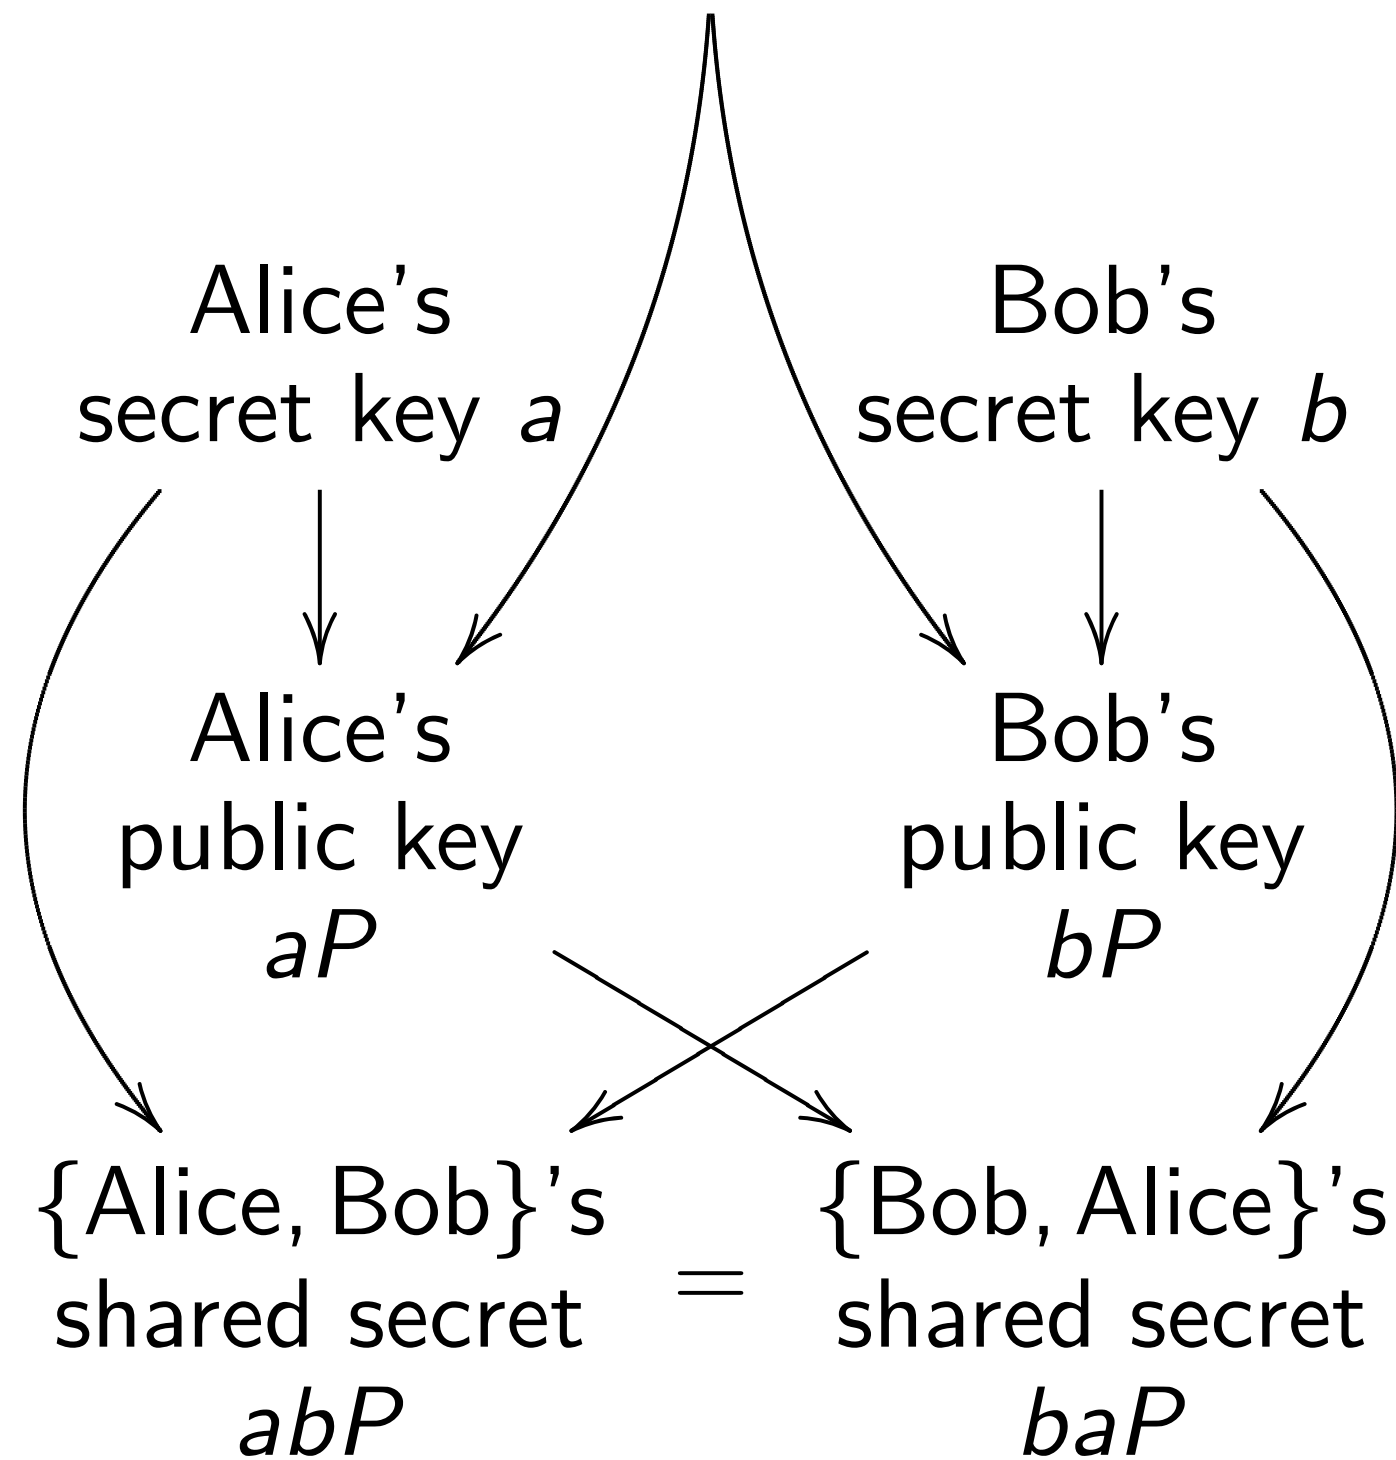 Alice's
secret key a
Bob's
secret key b
Alice's
public key
aP
Bob's
public key
bP
{Alice, Bob}'s
shared secret
abP
=
{Bob, Alice}'s
shared secret
baP